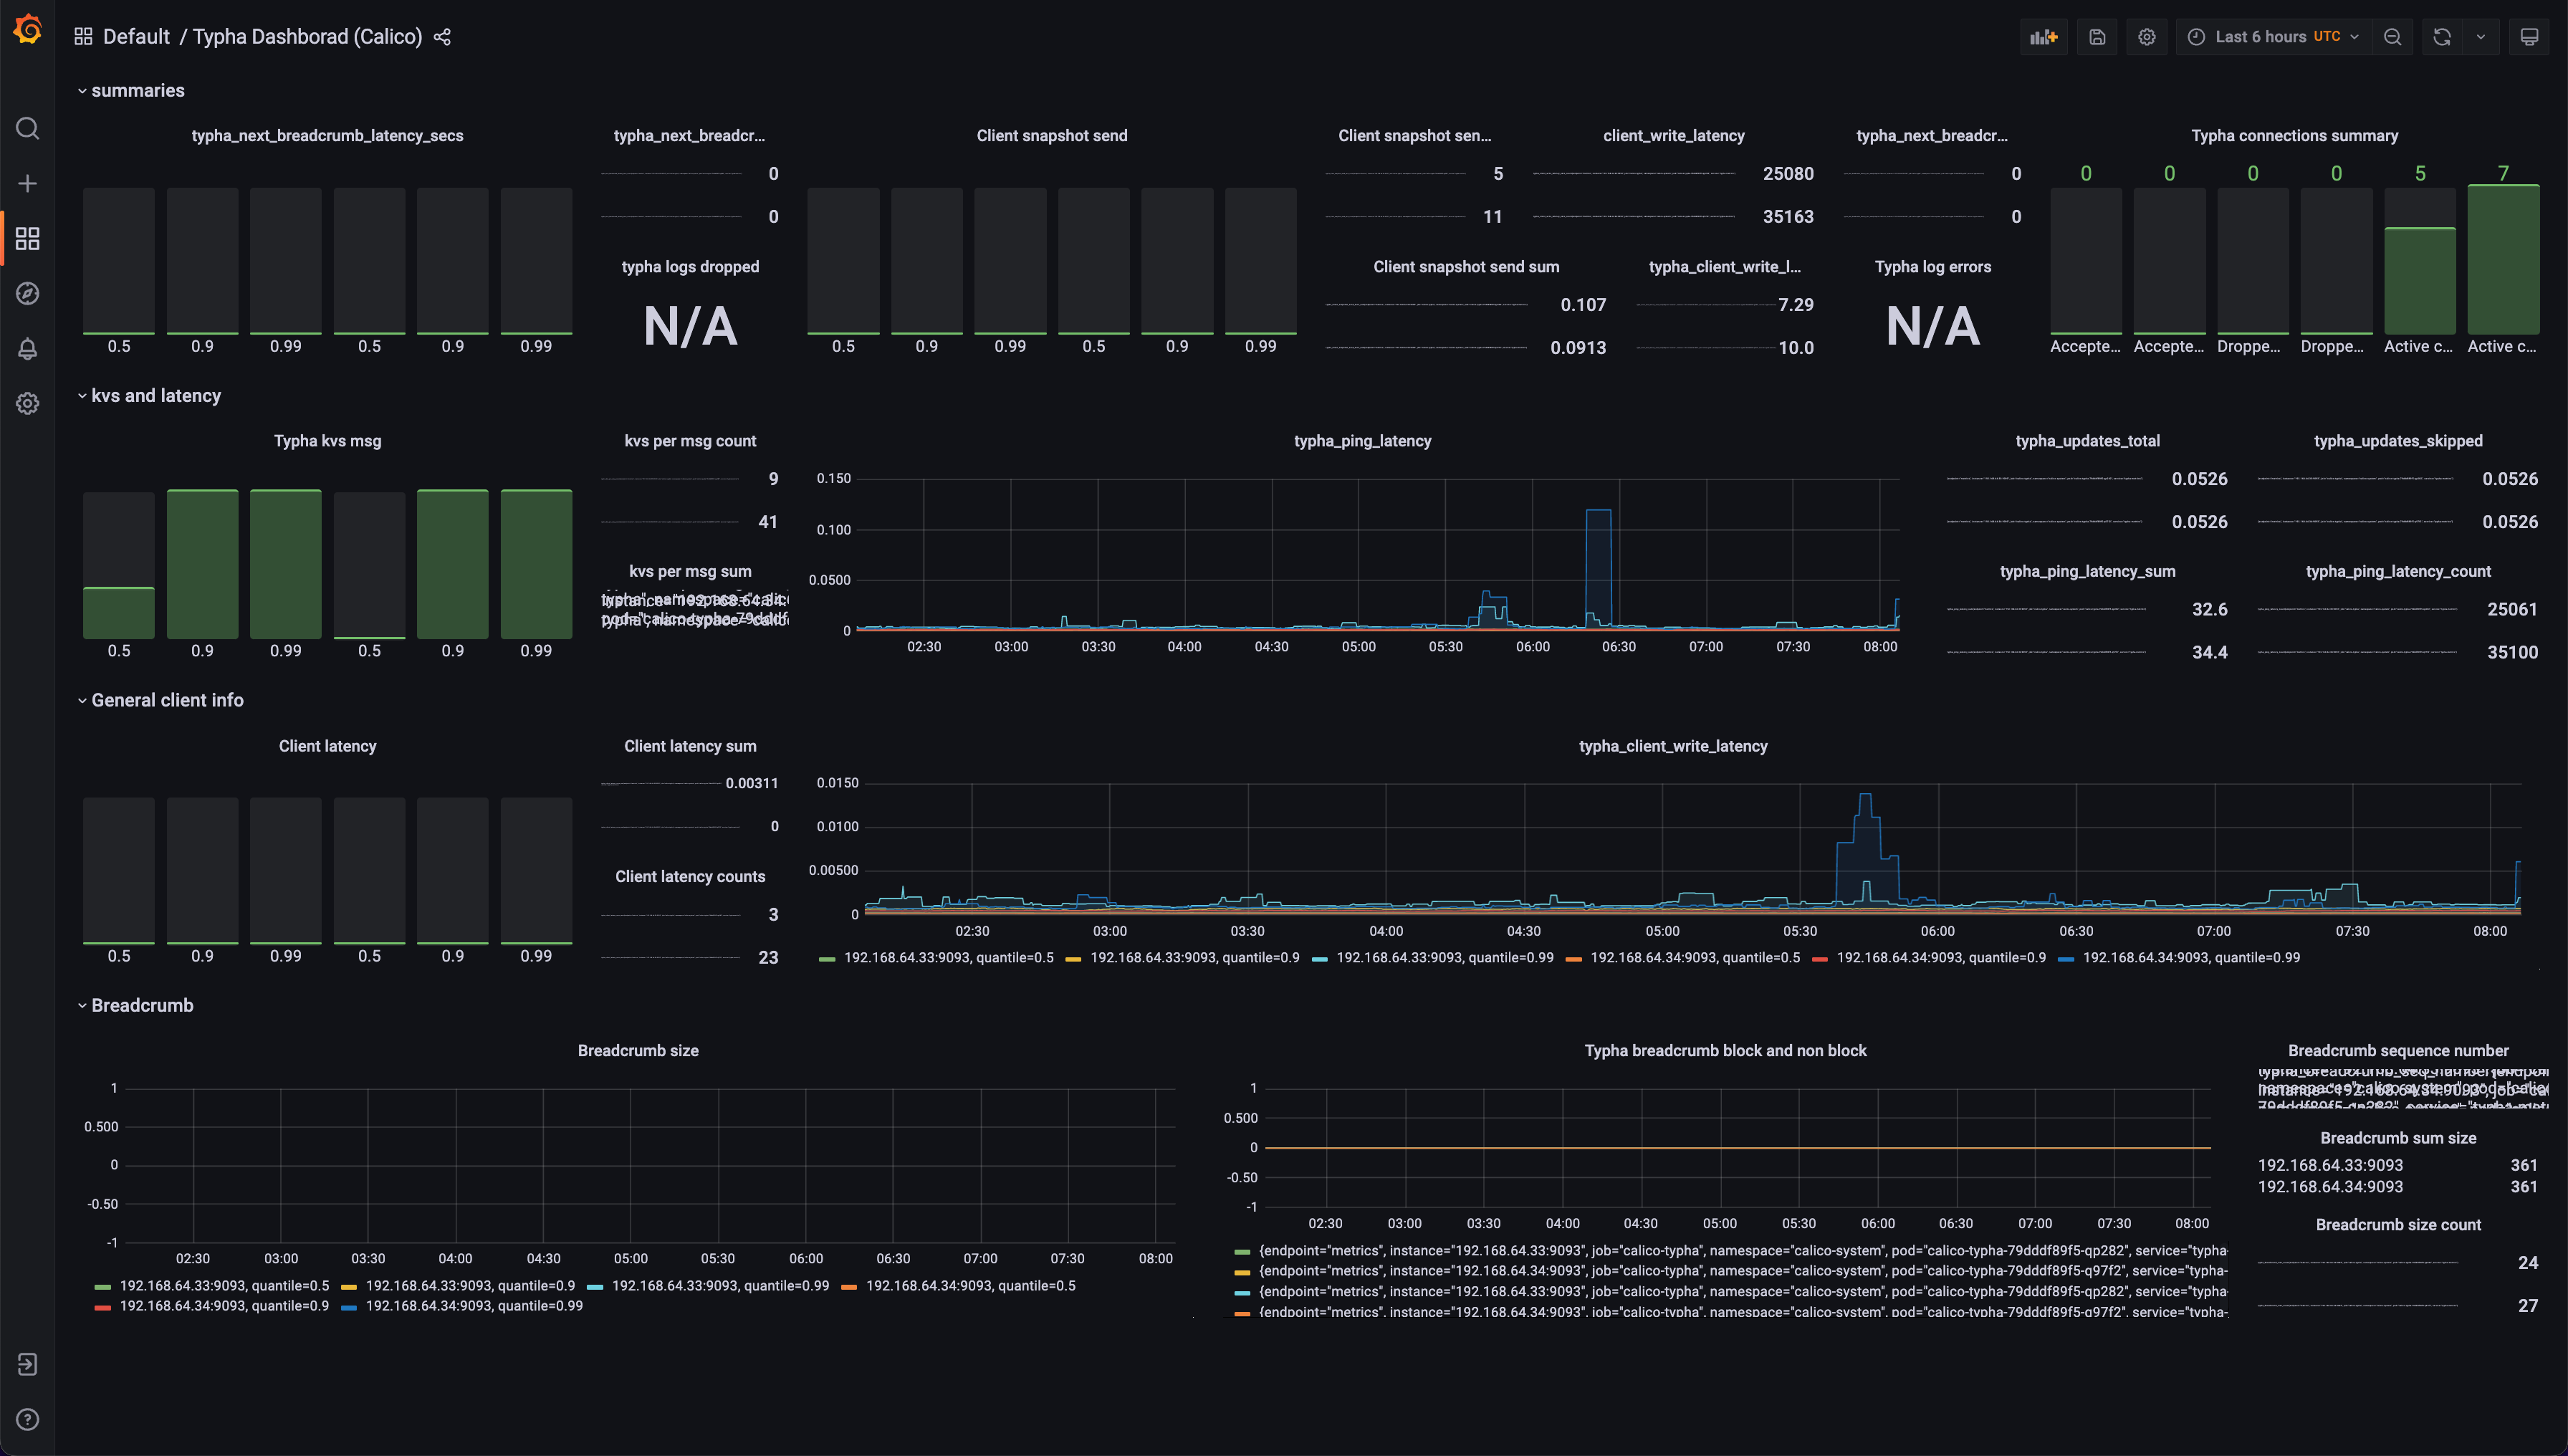 Default / Typha Dashborad (Calico)
Last 6 hours UTC
summaries
typha_next_breadcrumb_latency_secs
0.5 0.9 0.99 0.5 0.9 0.99
typha_next_breadcr...
0
0
typha logs dropped
N/A
Client snapshot send
0.5 0.9 0.99 0.5 0.9 0.99
Client snapshot sen...
5
11
client_write_latency
25080
35163
typha_next_breadcr...
0
0
Client snapshot send sum
0.107
0.0913
typha_client_write_l...
7.29
10.0
Typha log errors
N/A
Typha connections summary
0 0 0 0 5 7
Accepte... Accepte... Droppe... Droppe... Active c... Active c...
kvs and latency
Typha kvs msg
0.5 0.9 0.99 0.5 0.9 0.99
kvs per msg count
9
41
kvs per msg sum
typha_ping_latency
0.150
0.100
0.0500
0
02:30 03:00 03:30 04:00 04:30 05:00 05:30 06:00 06:30 07:00 07:30 08:00
typha_updates_total
0.0526
0.0526
typha_updates_skipped
0.0526
0.0526
typha_ping_latency_sum
32.6
34.4
typha_ping_latency_count
25061
35100
General client info
Client latency
0.5 0.9 0.99 0.5 0.9 0.99
Client latency sum
0.00311
0
Client latency counts
3
23
typha_client_write_latency
0.0150
0.0100
0.00500
0
02:30 03:00 03:30 04:00 04:30 05:00 05:30 06:00 06:30 07:00 07:30 08:00
192.168.64.33:9093, quantile=0.5 192.168.64.33:9093, quantile=0.9 192.168.64.33:9093, quantile=0.99 192.168.64.34:9093, quantile=0.5 192.168.64.34:9093, quantile=0.9 192.168.64.34:9093, quantile=0.99
Breadcrumb
Breadcrumb size
1
0.500
0
-0.50
-1
02:30 03:00 03:30 04:00 04:30 05:00 05:30 06:00 06:30 07:00 07:30 08:00
192.168.64.33:9093, quantile=0.5 192.168.64.33:9093, quantile=0.9 192.168.64.33:9093, quantile=0.99 192.168.64.34:9093, quantile=0.5
192.168.64.34:9093, quantile=0.9 192.168.64.34:9093, quantile=0.99
Typha breadcrumb block and non block
1
0.500
0
-0.50
-1
02:30 03:00 03:30 04:00 04:30 05:00 05:30 06:00 06:30 07:00 07:30 08:00
{endpoint="metrics", instance="192.168.64.33:9093", job="calico-typha", namespace="calico-system", pod="calico-typha-79dddf89f5-qp282", service="typha-
{endpoint="metrics", instance="192.168.64.34:9093", job="calico-typha", namespace="calico-system", pod="calico-typha-79dddf89f5-q97f2", service="typha-
{endpoint="metrics", instance="192.168.64.33:9093", job="calico-typha", namespace="calico-system", pod="calico-typha-79dddf89f5-qp282", service="typha-
{endpoint="metrics", instance="192.168.64.34:9093", job="calico-typha", namespace="calico-system", pod="calico-typha-79dddf89f5-q97f2", service="typha-
Breadcrumb sequence number
Breadcrumb sum size
192.168.64.33:9093 361
192.168.64.34:9093 361
Breadcrumb size count
24
27